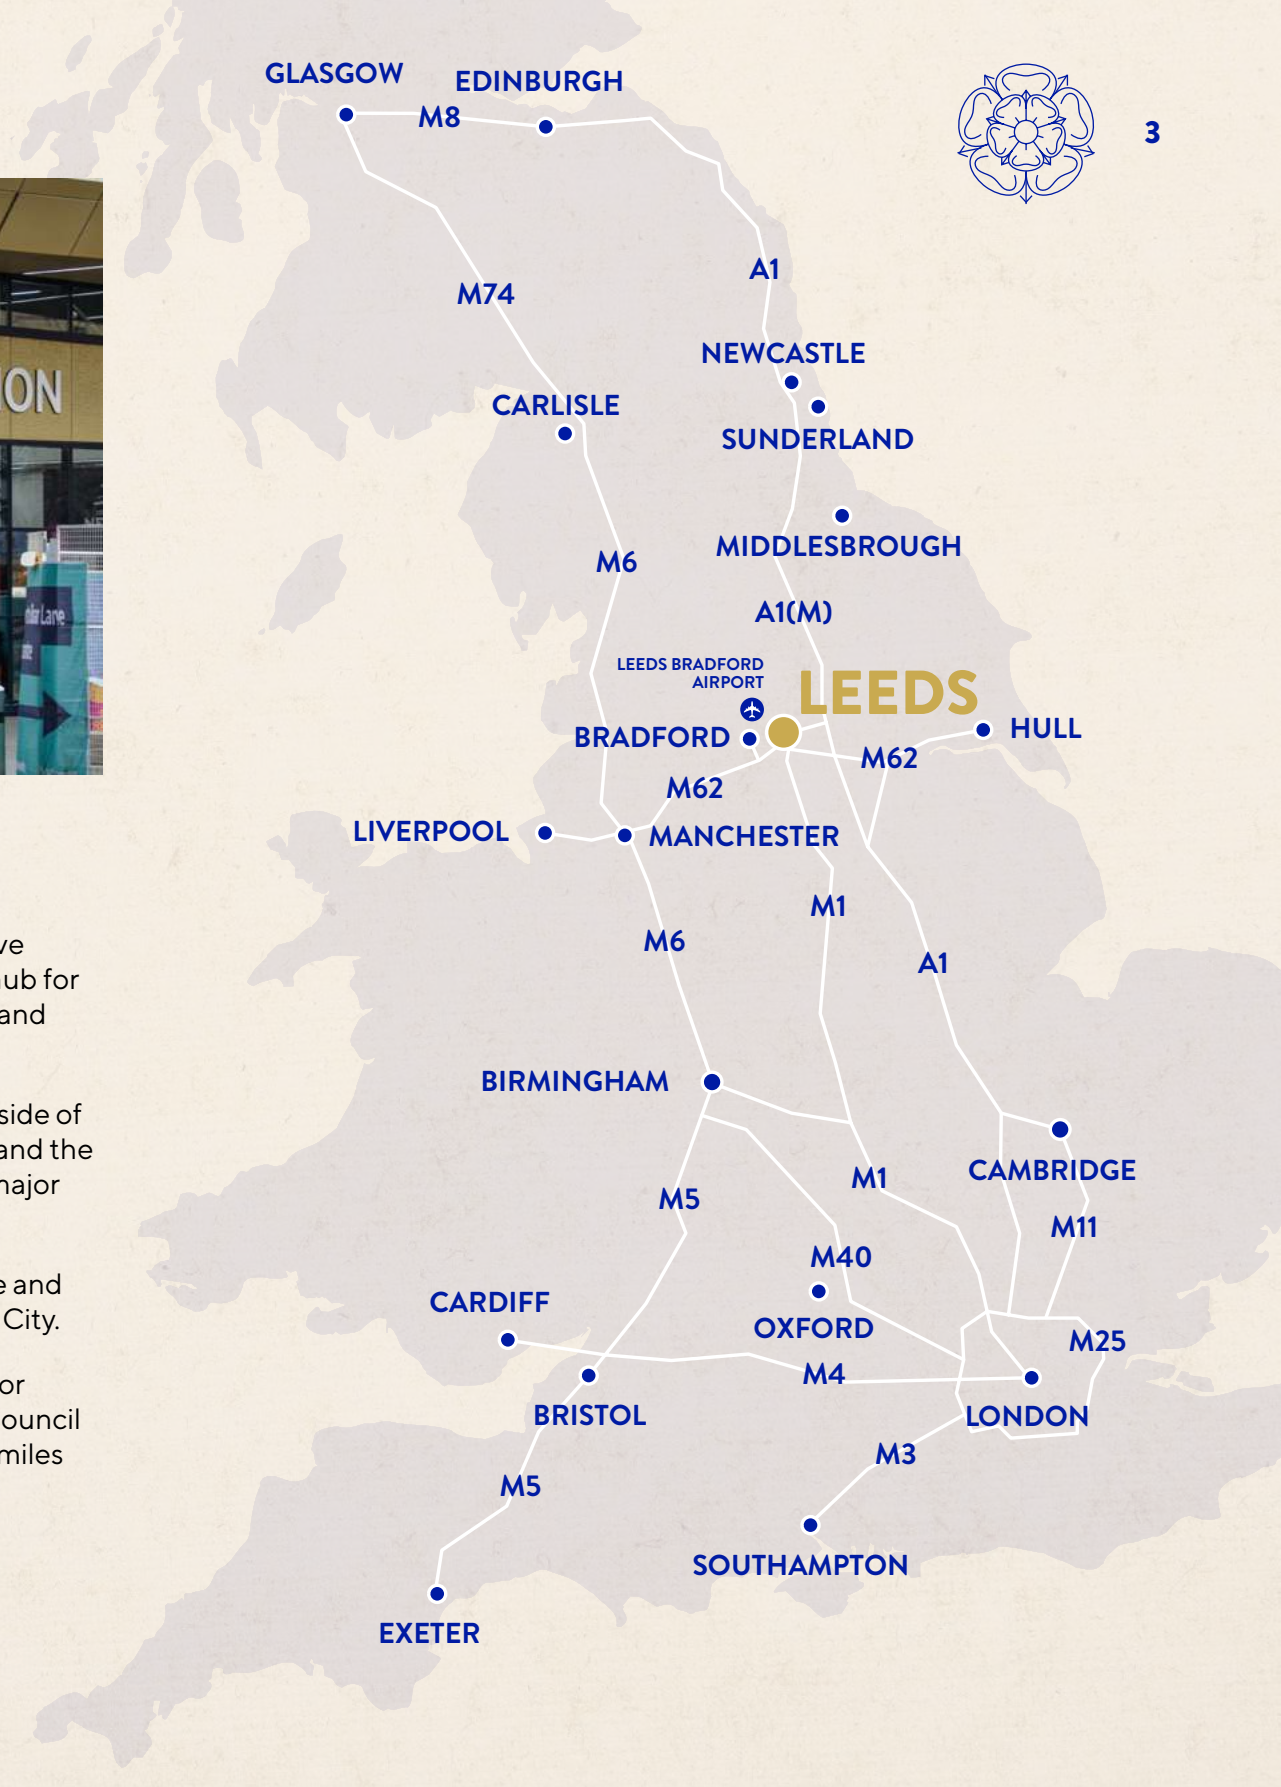 3
GLASGOW
EDINBURGH
M8
A1
M74
NEWCASTLE
CARLISLE
SUNDERLAND
MIDDLESBROUGH
M6
A1(M)
LEEDS BRADFORD
AIRPORT
LEEDS
BRADFORD
HULL
M62
M62
LIVERPOOL
MANCHESTER
M1
M6
A1
BIRMINGHAM
CAMBRIDGE
M1
M5
M11
M40
CARDIFF
OXFORD
M25
M4
BRISTOL
LONDON
M3
M5
SOUTHAMPTON
EXETER
ION
Lane
ve
ub for
and
side of
and the
major
e and
City.
or
ouncil
miles